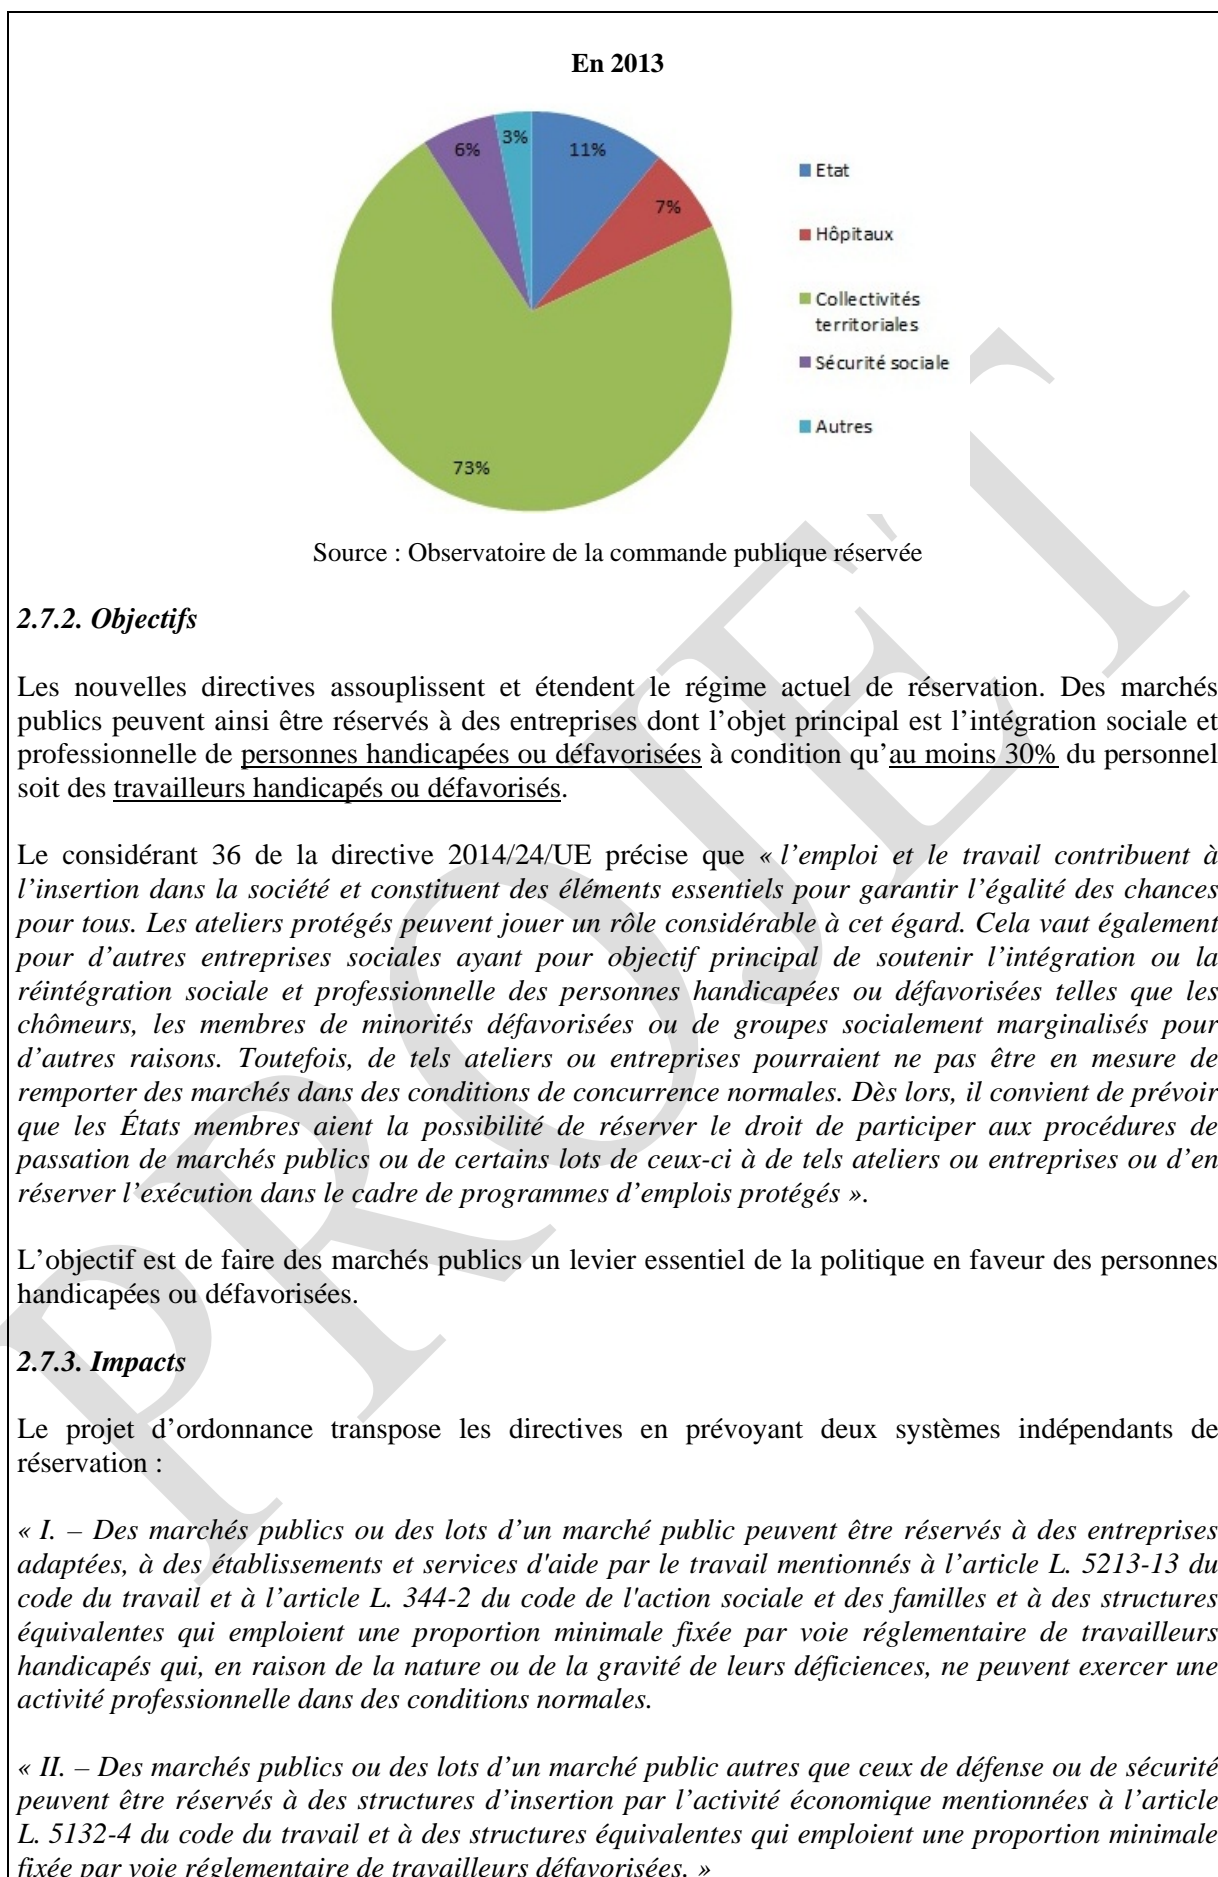 En 2013
3%
6%
11%
7%
73%
Etat
Hôpitaux
Collectivités
territoriales
Sécurité sociale
Autres
Source : Observatoire de la commande publique réservée
2.7.2. Objectifs
Les nouvelles directives assouplissent et étendent le régime actuel de réservation. Des marchés
publics peuvent ainsi être réservés à des entreprises dont l’objet principal est l’intégration sociale et
professionnelle de personnes handicapées ou défavorisées à condition qu’au moins 30% du personnel
soit des travailleurs handicapés ou défavorisés.
Le considérant 36 de la directive 2014/24/UE précise que « l’emploi et le travail contribuent à
l’insertion dans la société et constituent des éléments essentiels pour garantir l’égalité des chances
pour tous. Les ateliers protégés peuvent jouer un rôle considérable à cet égard. Cela vaut également
pour d’autres entreprises sociales ayant pour objectif principal de soutenir l’intégration ou la
réintégration sociale et professionnelle des personnes handicapées ou défavorisées telles que les
chômeurs, les membres de minorités défavorisées ou de groupes socialement marginalisés pour
d’autres raisons. Toutefois, de tels ateliers ou entreprises pourraient ne pas être en mesure de
remporter des marchés dans des conditions de concurrence normales. Dès lors, il convient de prévoir
que les États membres aient la possibilité de réserver le droit de participer aux procédures de
passation de marchés publics ou de certains lots de ceux-ci à de tels ateliers ou entreprises ou d’en
réserver l’exécution dans le cadre de programmes d’emplois protégés ».
L’objectif est de faire des marchés publics un levier essentiel de la politique en faveur des personnes
handicapées ou défavorisées.
2.7.3. Impacts
Le projet d’ordonnance transpose les directives en prévoyant deux systèmes indépendants de
réservation :
« I. – Des marchés publics ou des lots d’un marché public peuvent être réservés à des entreprises
adaptées, à des établissements et services d'aide par le travail mentionnés à l’article L. 5213-13 du
code du travail et à l’article L. 344-2 du code de l'action sociale et des familles et à des structures
équivalentes qui emploient une proportion minimale fixée par voie réglementaire de travailleurs
handicapés qui, en raison de la nature ou de la gravité de leurs déficiences, ne peuvent exercer une
activité professionnelle dans des conditions normales.
« II. – Des marchés publics ou des lots d’un marché public autres que ceux de défense ou de sécurité
peuvent être réservés à des structures d’insertion par l’activité économique mentionnées à l’article
L. 5132-4 du code du travail et à des structures équivalentes qui emploient une proportion minimale
fixée par voie réglementaire de travailleurs défavorisées. »
PROJET